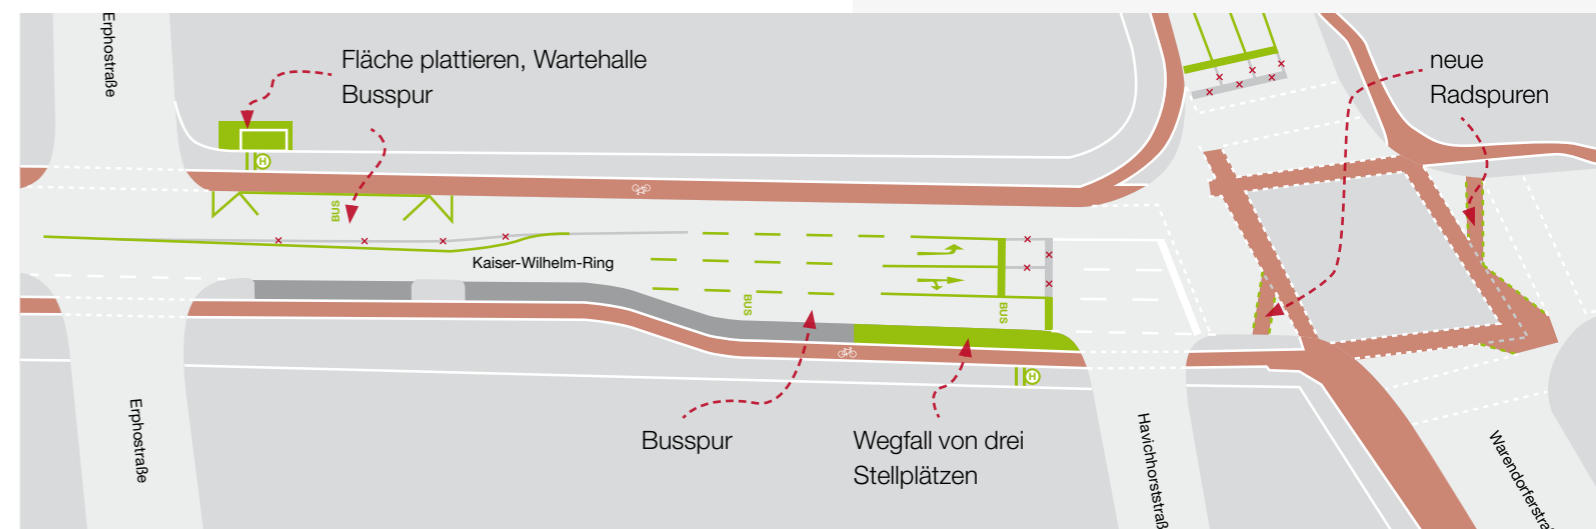 Erphostraße
Fläche plattieren, Wartehalle
Busspur
neue
Radspuren
H
BUS
Kaiser-Wilhelm-Ring
BUS
BUS
H
Busspur
Wegfall von drei
Stellplätzen
Erphostraße
Havichhorststraß
Warendorferstra